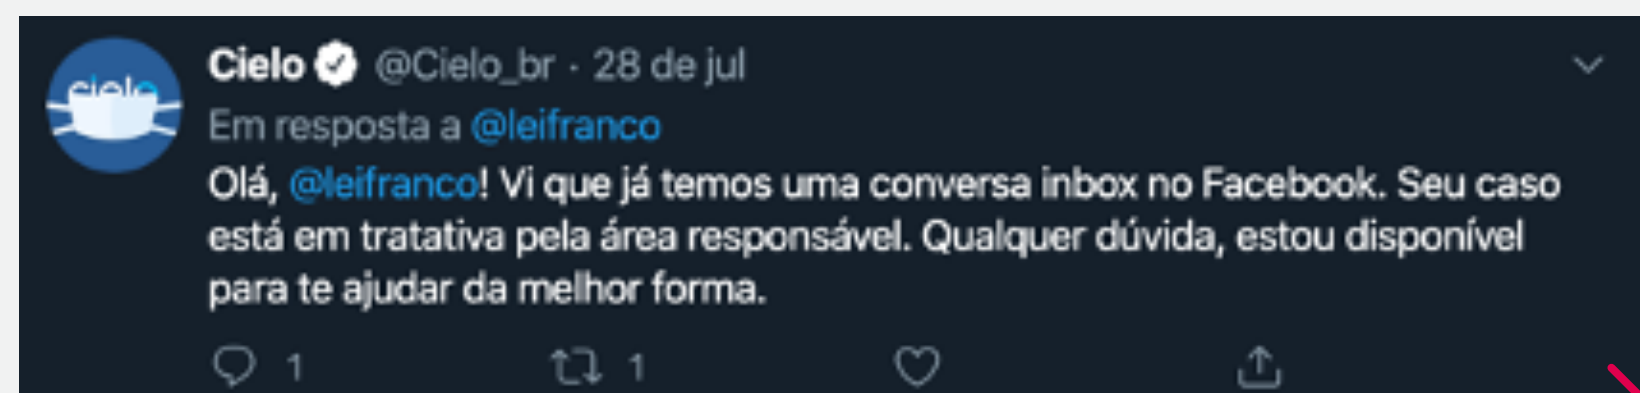 cielo
Cielo @Cielo_br · 28 de jul
Em resposta a @leifranco
Olá, @leifranco! Vi que já temos uma conversa inbox no Facebook. Seu caso
está em tratativa pela área responsável. Qualquer dúvida, estou disponível
para te ajudar da melhor forma.
1 1